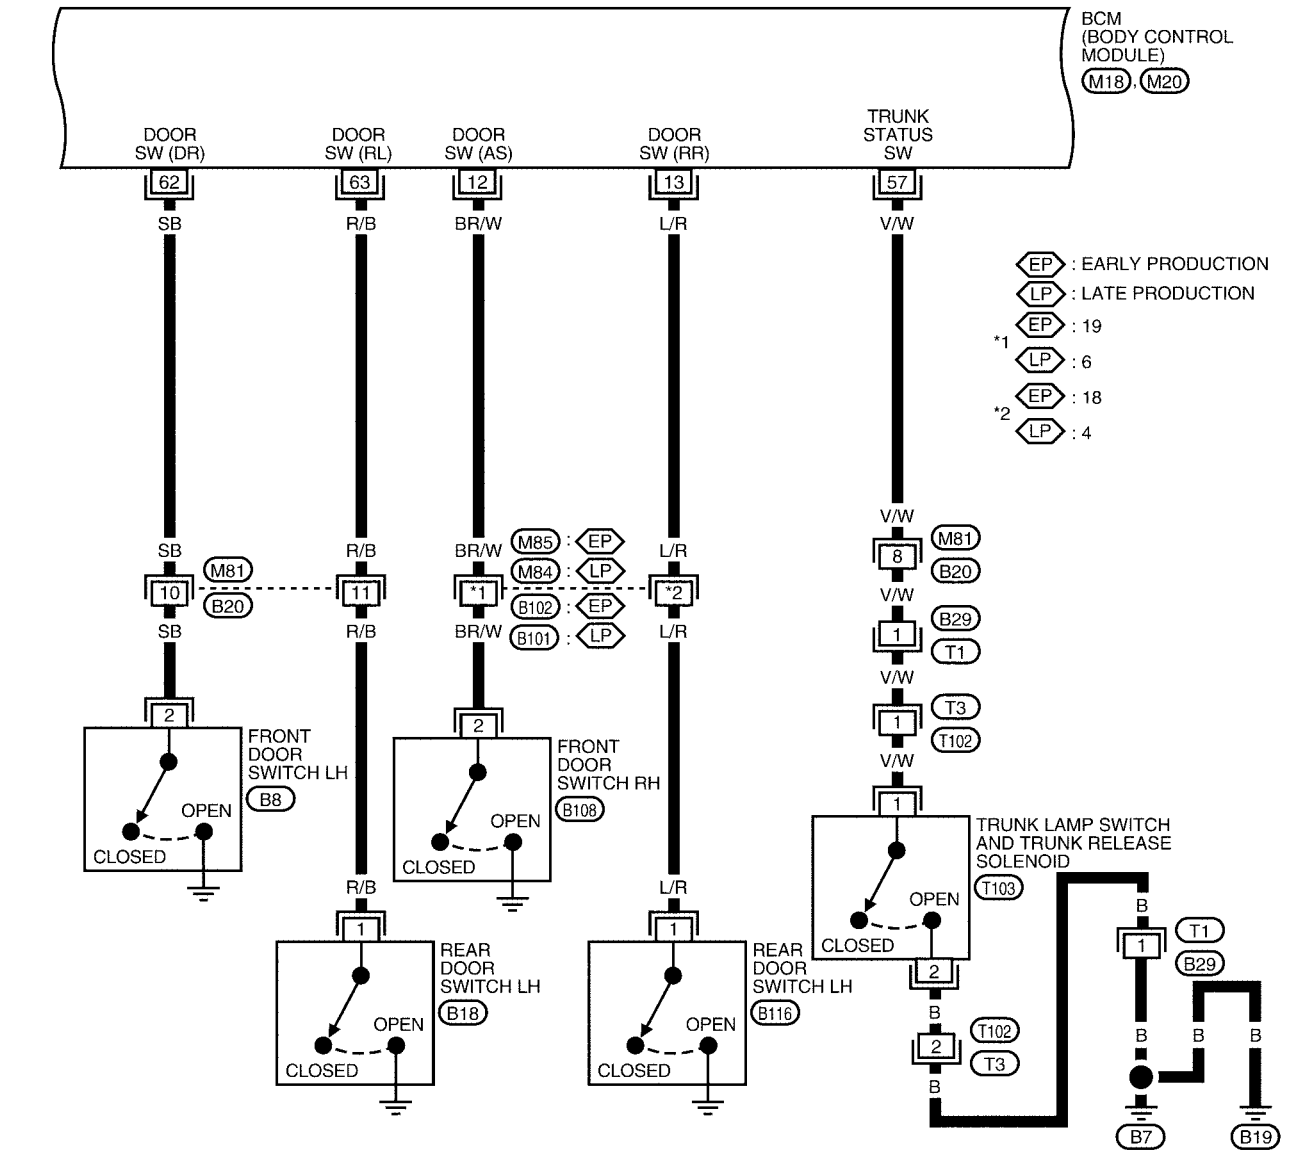 BCM
(BODY CONTROL
MODULE)
M18, M20
DOOR
SW (DR)
DOOR
SW (RL)
DOOR
SW (AS)
DOOR
SW (RR)
TRUNK
STATUS
SW
62
63
12
13
57
SB
R/B
BR/W
L/R
V/W
EP : EARLY PRODUCTION
LP : LATE PRODUCTION
*1
EP : 19
LP : 6
*2
EP : 18
LP : 4
SB
R/B
BR/W
L/R
V/W
M81
B20
10
11
M85 : EP
M84 : LP
*1
*2
B102 : EP
B101 : LP
8
M81
B20
SB
R/B
BR/W
L/R
V/W
1
B29
T1
V/W
1
T3
T102
V/W
2
FRONT
DOOR
SWITCH LH
B8
OPEN
CLOSED
2
FRONT
DOOR
SWITCH RH
B108
OPEN
CLOSED
1
TRUNK LAMP SWITCH
AND TRUNK RELEASE
SOLENOID
T103
OPEN
CLOSED
R/B
1
REAR
DOOR
SWITCH LH
B18
OPEN
CLOSED
L/R
1
REAR
DOOR
SWITCH LH
B116
OPEN
CLOSED
2
B
2
T102
T3
B
B
1
T1
B29
B
B
B
B7
B19